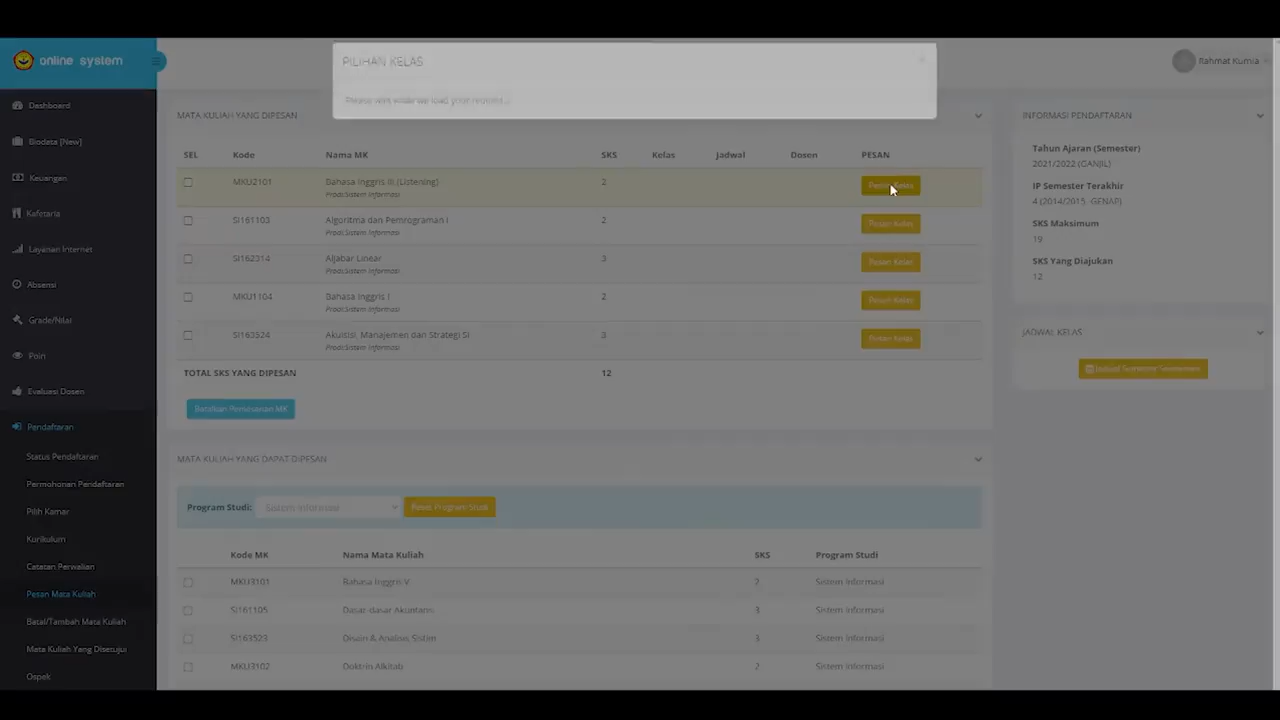 online system
Rahmat Kurnia
PILIHAN KELAS
Please wait while we load your request...
Dashboard
Biodata [New]
Keuangan
Kafetaria
Layanan Internet
Absensi
Grade/Nilai
Poin
Evaluasi Dosen
Pendaftaran
Status Pendaftaran
Permohonan Pendaftaran
Pilih Kamar
Kurikulum
Catatan Perwalian
Pesan Mata Kuliah
Batal/Tambah Mata Kuliah
Mata Kuliah Yang Disetujui
Ospek
MATA KULIAH YANG DIPESAN
SEL Kode Nama MK SKS Kelas Jadwal Dosen PESAN
MKU2101 Bahasa Inggris III (Listening) 2 Pesan Kelas
Prodi:Sistem Informasi
SI161103 Algoritma dan Pemrograman I 2 Pesan Kelas
Prodi:Sistem Informasi
SI162314 Aljabar Linear 3 Pesan Kelas
Prodi:Sistem Informasi
MKU1104 Bahasa Inggris I 2 Pesan Kelas
Prodi:Sistem Informasi
SI163524 Akuisisi, Manajemen dan Strategi SI 3 Pesan Kelas
Prodi:Sistem Informasi
TOTAL SKS YANG DIPESAN 12
Batalkan Pemesanan MK
MATA KULIAH YANG DAPAT DIPESAN
Program Studi: Sistem Informasi Reset Program Studi
Kode MK Nama Mata Kuliah SKS Program Studi
MKU3101 Bahasa Inggris V 2 Sistem Informasi
SI161105 Dasar-dasar Akuntansi 3 Sistem Informasi
SI163523 Disain & Analisis Sistim 3 Sistem Informasi
MKU3102 Doktrin Alkitab 2 Sistem Informasi
INFORMASI PENDAFTARAN
Tahun Ajaran (Semester)
2021/2022 (GANJIL)
IP Semester Terakhir
4 (2014/2015 -GENAP)
SKS Maksimum
19
SKS Yang Diajukan
12
JADWAL KELAS
Jadwal Semester